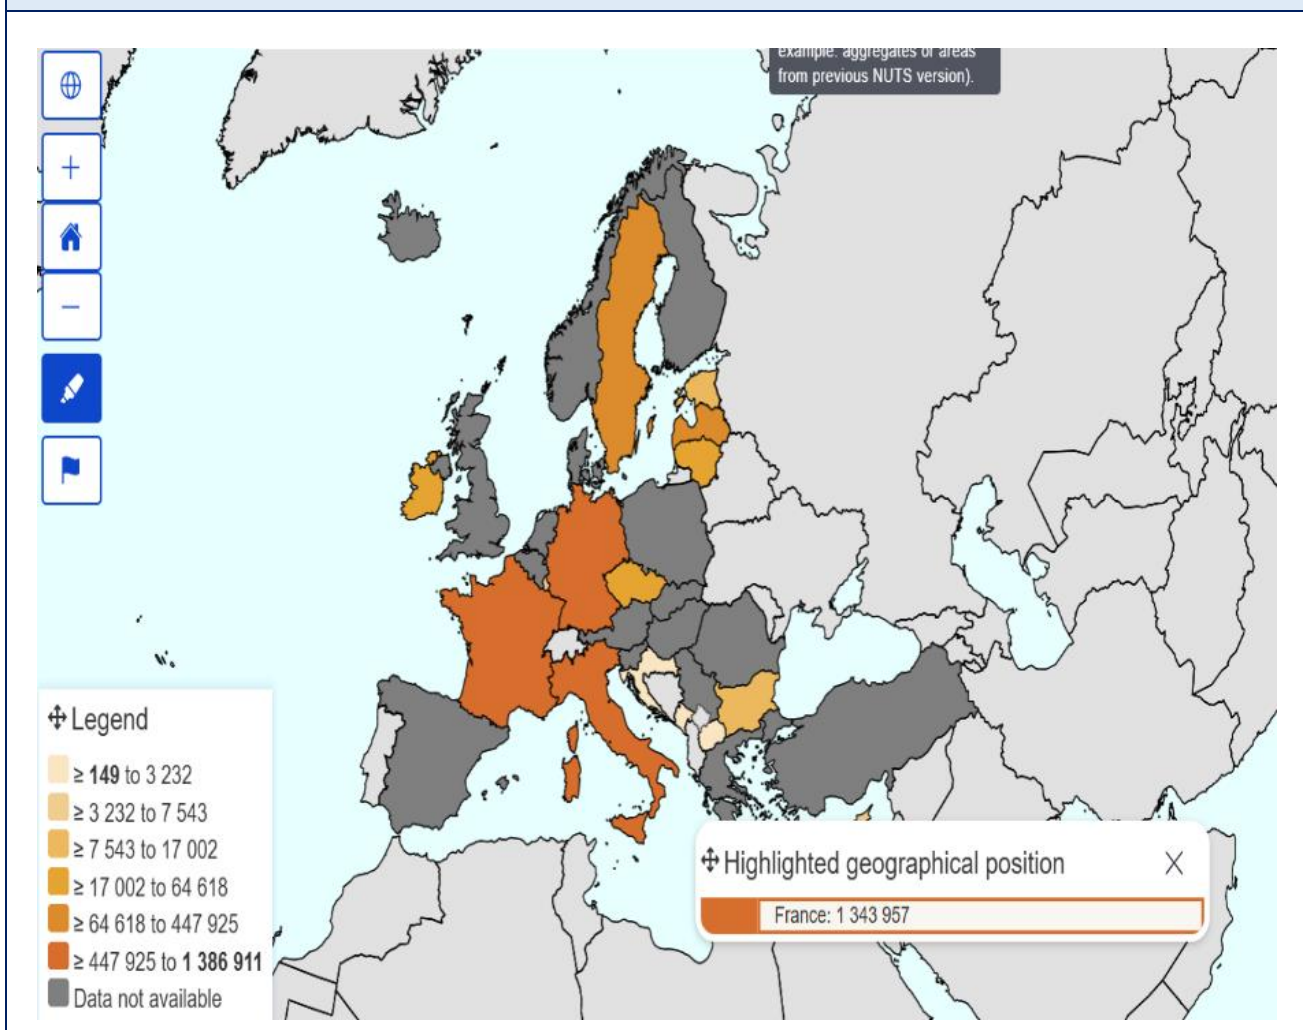 example: aggregates or areas
from previous NUTS version).
Legend
≥ 149 to 3 232
≥ 3 232 to 7 543
≥ 7 543 to 17 002
≥ 17 002 to 64 618
≥ 64 618 to 447 925
≥ 447 925 to 1 386 911
Data not available
Highlighted geographical position
France: 1 343 957